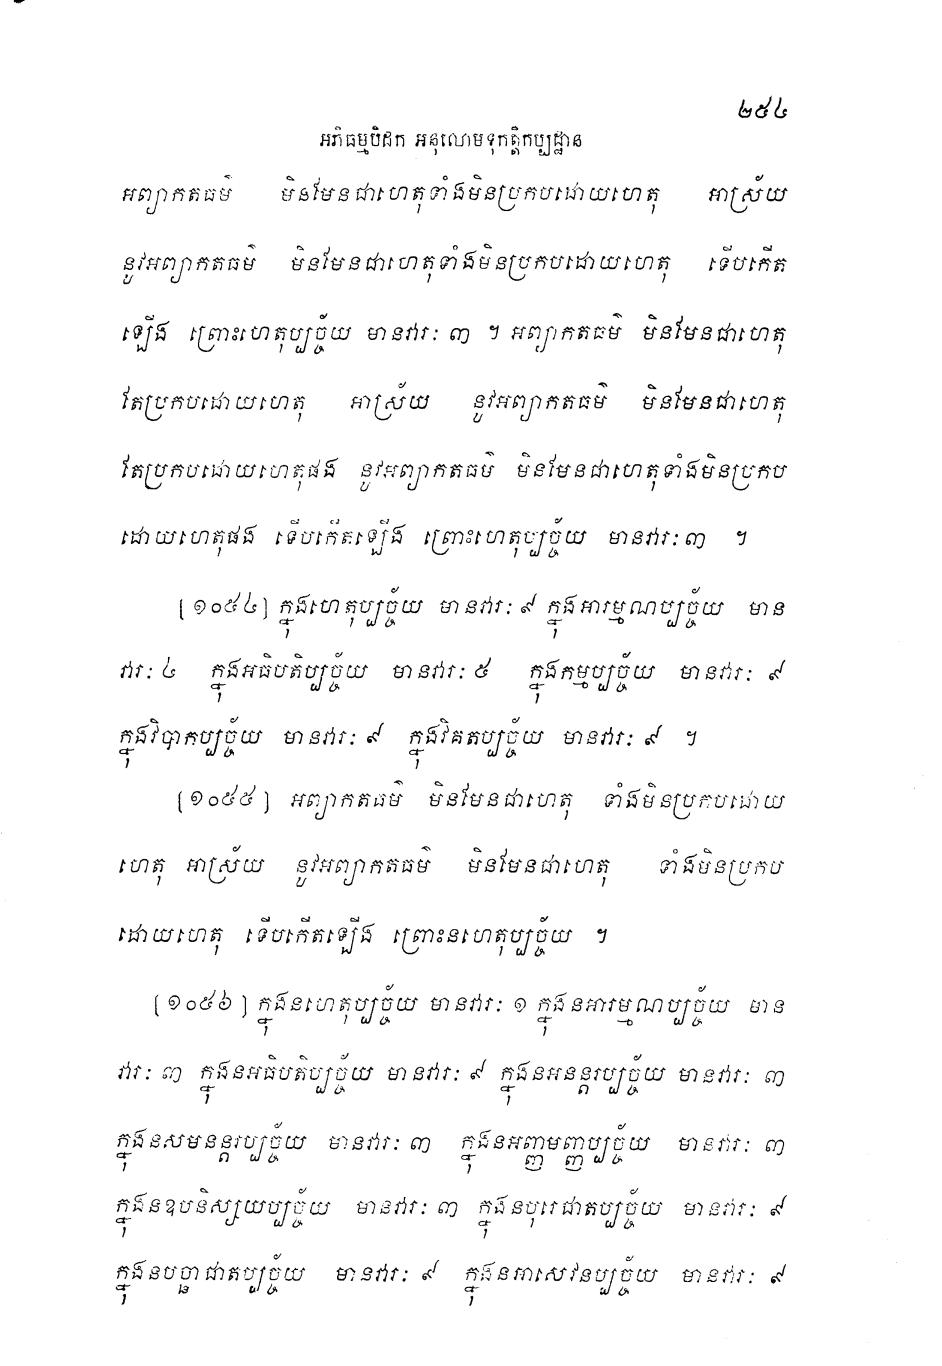 ២៥៤
អភិធម្មបិដក អនុលោមទុកត្តិកប្បដ្ឋាន
អព្យាកតធម៌ មិនមែនជាហេតុទាំងមិនប្រកបដោយហេតុ អាស្រ័យ
នូវអព្យាកតធម៌ មិនមែនជាហេតុទាំងមិនប្រកបដោយហេតុ ទើបកើត
ឡើង ព្រោះហេតុប្បច្ច័យ មានវារៈ ៣ ។ អព្យាកតធម៌ មិនមែនជាហេតុ
តែប្រកបដោយហេតុ អាស្រ័យ នូវអព្យាកតធម៌ មិនមែនជាហេតុ
តែប្រកបដោយហេតុផង នូវអព្យាកតធម៌ មិនមែនជាហេតុទាំងមិនប្រកប
ដោយហេតុផង ទើបកើតឡើង ព្រោះហេតុប្បច្ច័យ មានវារៈ ៣ ។
[១០៥៤] ក្នុងហេតុប្បច្ច័យ មានវារៈ ៩ ក្នុងអារម្មណប្បច្ច័យ មាន
វារៈ ៤ ក្នុងអធិបតិប្បច្ច័យ មានវារៈ ៥ ក្នុងកម្មប្បច្ច័យ មានវារៈ ៩
ក្នុងវិបាកប្បច្ច័យ មានវារៈ ៩ ក្នុងវិគតប្បច្ច័យ មានវារៈ ៩ ។
[១០៥៥] អព្យាកតធម៌ មិនមែនជាហេតុ ទាំងមិនប្រកបដោយ
ហេតុ អាស្រ័យ នូវអព្យាកតធម៌ មិនមែនជាហេតុ ទាំងមិនប្រកប
ដោយហេតុ ទើបកើតឡើង ព្រោះនហេតុប្បច្ច័យ ។
[១០៥៦] ក្នុងនហេតុប្បច្ច័យ មានវារៈ ១ ក្នុងនអារម្មណប្បច្ច័យ មាន
វារៈ ៣ ក្នុងនអធិបតិប្បច្ច័យ មានវារៈ ៩ ក្នុងនអនន្តរប្បច្ច័យ មានវារៈ ៣
ក្នុងនសមនន្តរប្បច្ច័យ មានវារៈ ៣ ក្នុងនអញ្ញមញ្ញប្បច្ច័យ មានវារៈ ៣
ក្នុងនឧបនិស្សយប្បច្ច័យ មានវារៈ ៣ ក្នុងនបុរេជាតប្បច្ច័យ មានវារៈ ៩
ក្នុងនបច្ឆាជាតប្បច្ច័យ មានវារៈ ៩ ក្នុងនអាសេវនប្បច្ច័យ មានវារៈ ៩